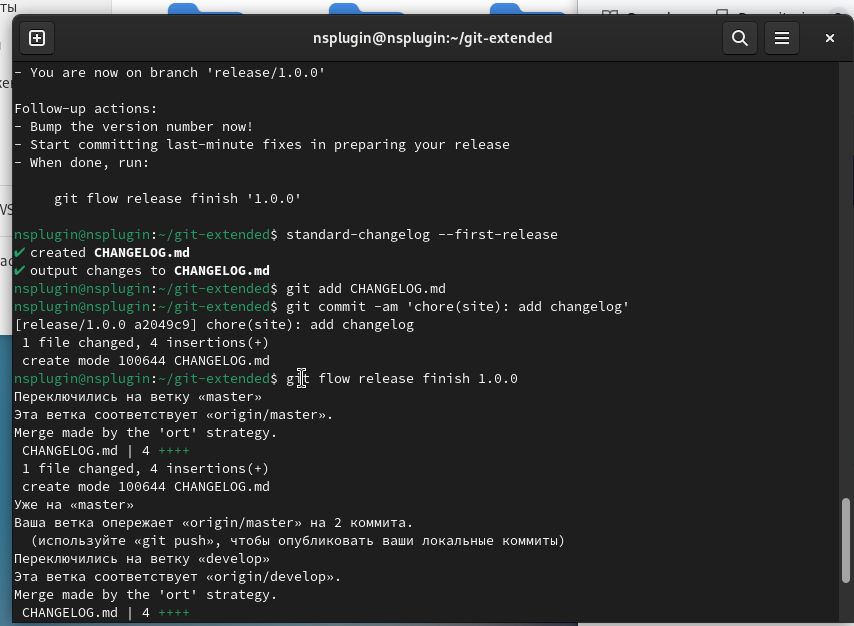 ты
nsplugin@nsplugin:~/git-extended
- You are now on branch 'release/1.0.0'
Follow-up actions:
- Bump the version number now!
- Start committing last-minute fixes in preparing your release
- When done, run:
git flow release finish '1.0.0'
nsplugin@nsplugin:~/git-extended$ standard-changelog --first-release
✔ created CHANGELOG.md
✔ output changes to CHANGELOG.md
nsplugin@nsplugin:~/git-extended$ git add CHANGELOG.md
nsplugin@nsplugin:~/git-extended$ git commit -am 'chore(site): add changelog'
[release/1.0.0 a2049c9] chore(site): add changelog
1 file changed, 4 insertions(+)
create mode 100644 CHANGELOG.md
nsplugin@nsplugin:~/git-extended$ git flow release finish 1.0.0
Переключились на ветку «master»
Эта ветка соответствует «origin/master».
Merge made by the 'ort' strategy.
CHANGELOG.md | 4 ++++
1 file changed, 4 insertions(+)
create mode 100644 CHANGELOG.md
Уже на «master»
Ваша ветка опережает «origin/master» на 2 коммита.
(используйте «git push», чтобы опубликовать ваши локальные коммиты)
Переключились на ветку «develop»
Эта ветка соответствует «origin/develop».
Merge made by the 'ort' strategy.
CHANGELOG.md | 4 ++++